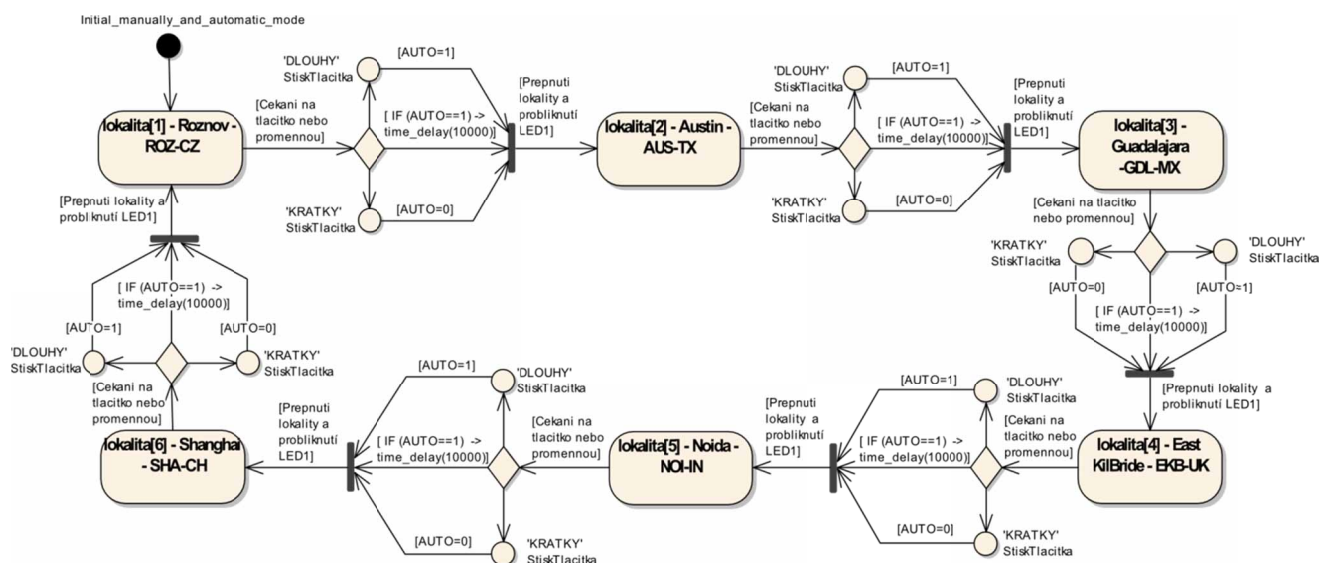 Initial_manually_and_automatic_mode
lokalita[1] - Roznov -
ROZ-CZ
[Cekani na
tlacitko nebo
promennou]
'DLOUHY'
StiskTlacitka
[AUTO=1]
[ IF (AUTO==1) ->
time_delay(10000)]
'KRATKY'
StiskTlacitka
[AUTO=0]
[Prepnuti
lokality a
probliknutí
LED1]
lokalita[2] - Austin -
AUS-TX
[Cekani na
tlacitko nebo
promennou]
'DLOUHY'
StiskTlacitka
[AUTO=1]
[ IF (AUTO==1) ->
time_delay(10000)]
'KRATKY'
StiskTlacitka
[AUTO=0]
[Prepnuti
lokality a
probliknutí
LED1]
lokalita[3] -
Guadalajara
-GDL-MX
[Cekani na tlacitko
nebo promennou]
'KRATKY'
StiskTlacitka
'DLOUHY'
StiskTlacitka
[AUTO=0]
[AUTO=1]
[ IF (AUTO==1) ->
time_delay(10000)]
[Prepnuti lokality a
probliknutí LED1]
lokalita[4] - East
KilBride - EKB-UK
[Cekani na
tlacitko nebo
promennou]
'DLOUHY'
StiskTlacitka
[AUTO=1]
[ IF (AUTO==1) ->
time_delay(10000)]
'KRATKY'
StiskTlacitka
[AUTO=0]
[Prepnuti
lokality a
probliknutí
LED1]
lokalita[5] - Noida -
NOI-IN
[Cekani na
tlacitko nebo
promennou]
'DLOUHY'
StiskTlacitka
[AUTO=1]
[ IF (AUTO==1) ->
time_delay(10000)]
'KRATKY'
StiskTlacitka
[AUTO=0]
[Prepnuti
lokality a
probliknutí
LED1]
lokalita[6] - Shanghai
- SHA-CH
[Cekani na
tlacitko nebo
promennou]
'DLOUHY'
StiskTlacitka
'KRATKY'
StiskTlacitka
[AUTO=1]
[AUTO=0]
[ IF (AUTO==1) ->
time_delay(10000)]
[Prepnuti lokality a
probliknutí LED1]